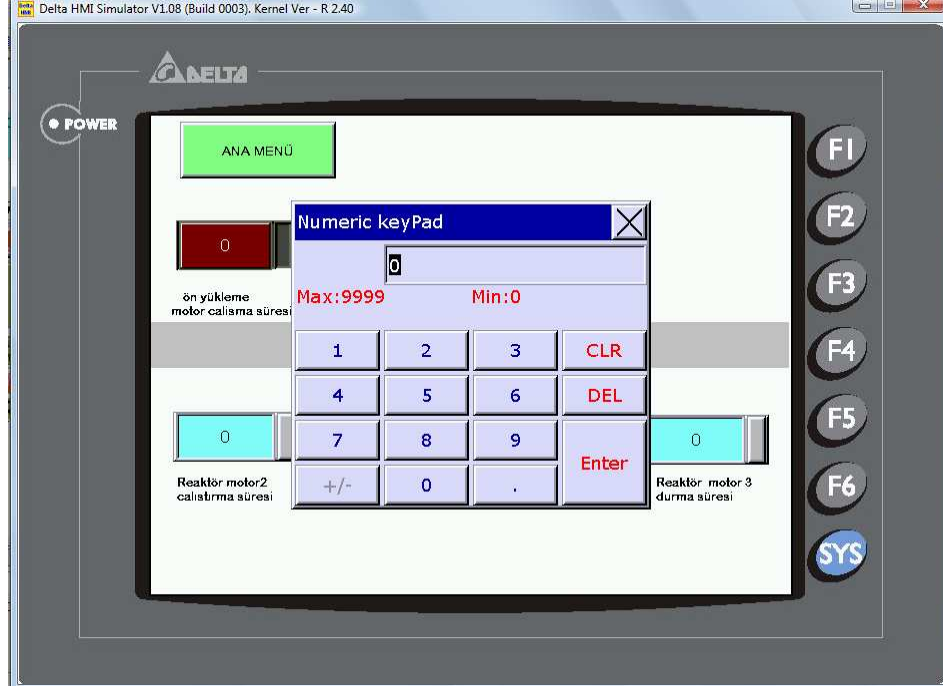 Delta HMI Simulator V1.08 (Build 0003). Kernel Ver - R 2.40
DELTA
POWER
ANA MENÜ
Numeric keyPad
0
0
Max:9999 Min:0
ön yükleme
motor calisma süresi
1 2 3 CLR
4 5 6 DEL
7 8 9 Enter
+/- 0 .
0
Reaktör motor2
calıstırma süresi
0
Reaktör motor 3
durma süresi
F1
F2
F3
F4
F5
F6
SYS